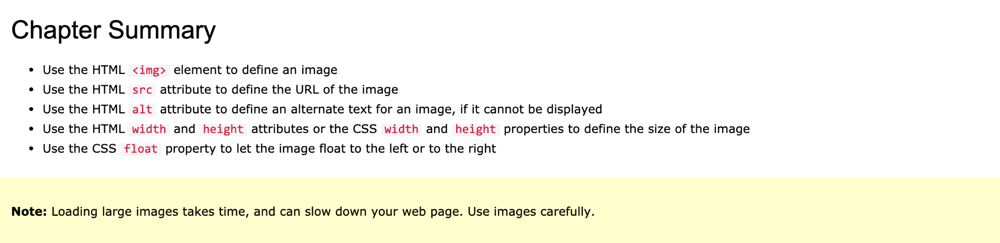 Chapter Summary
• Use the HTML <img> element to define an image
• Use the HTML src attribute to define the URL of the image
• Use the HTML alt attribute to define an alternate text for an image, if it cannot be displayed
• Use the HTML width and height attributes or the CSS width and height properties to define the size of the image
• Use the CSS float property to let the image float to the left or to the right
Note: Loading large images takes time, and can slow down your web page. Use images carefully.